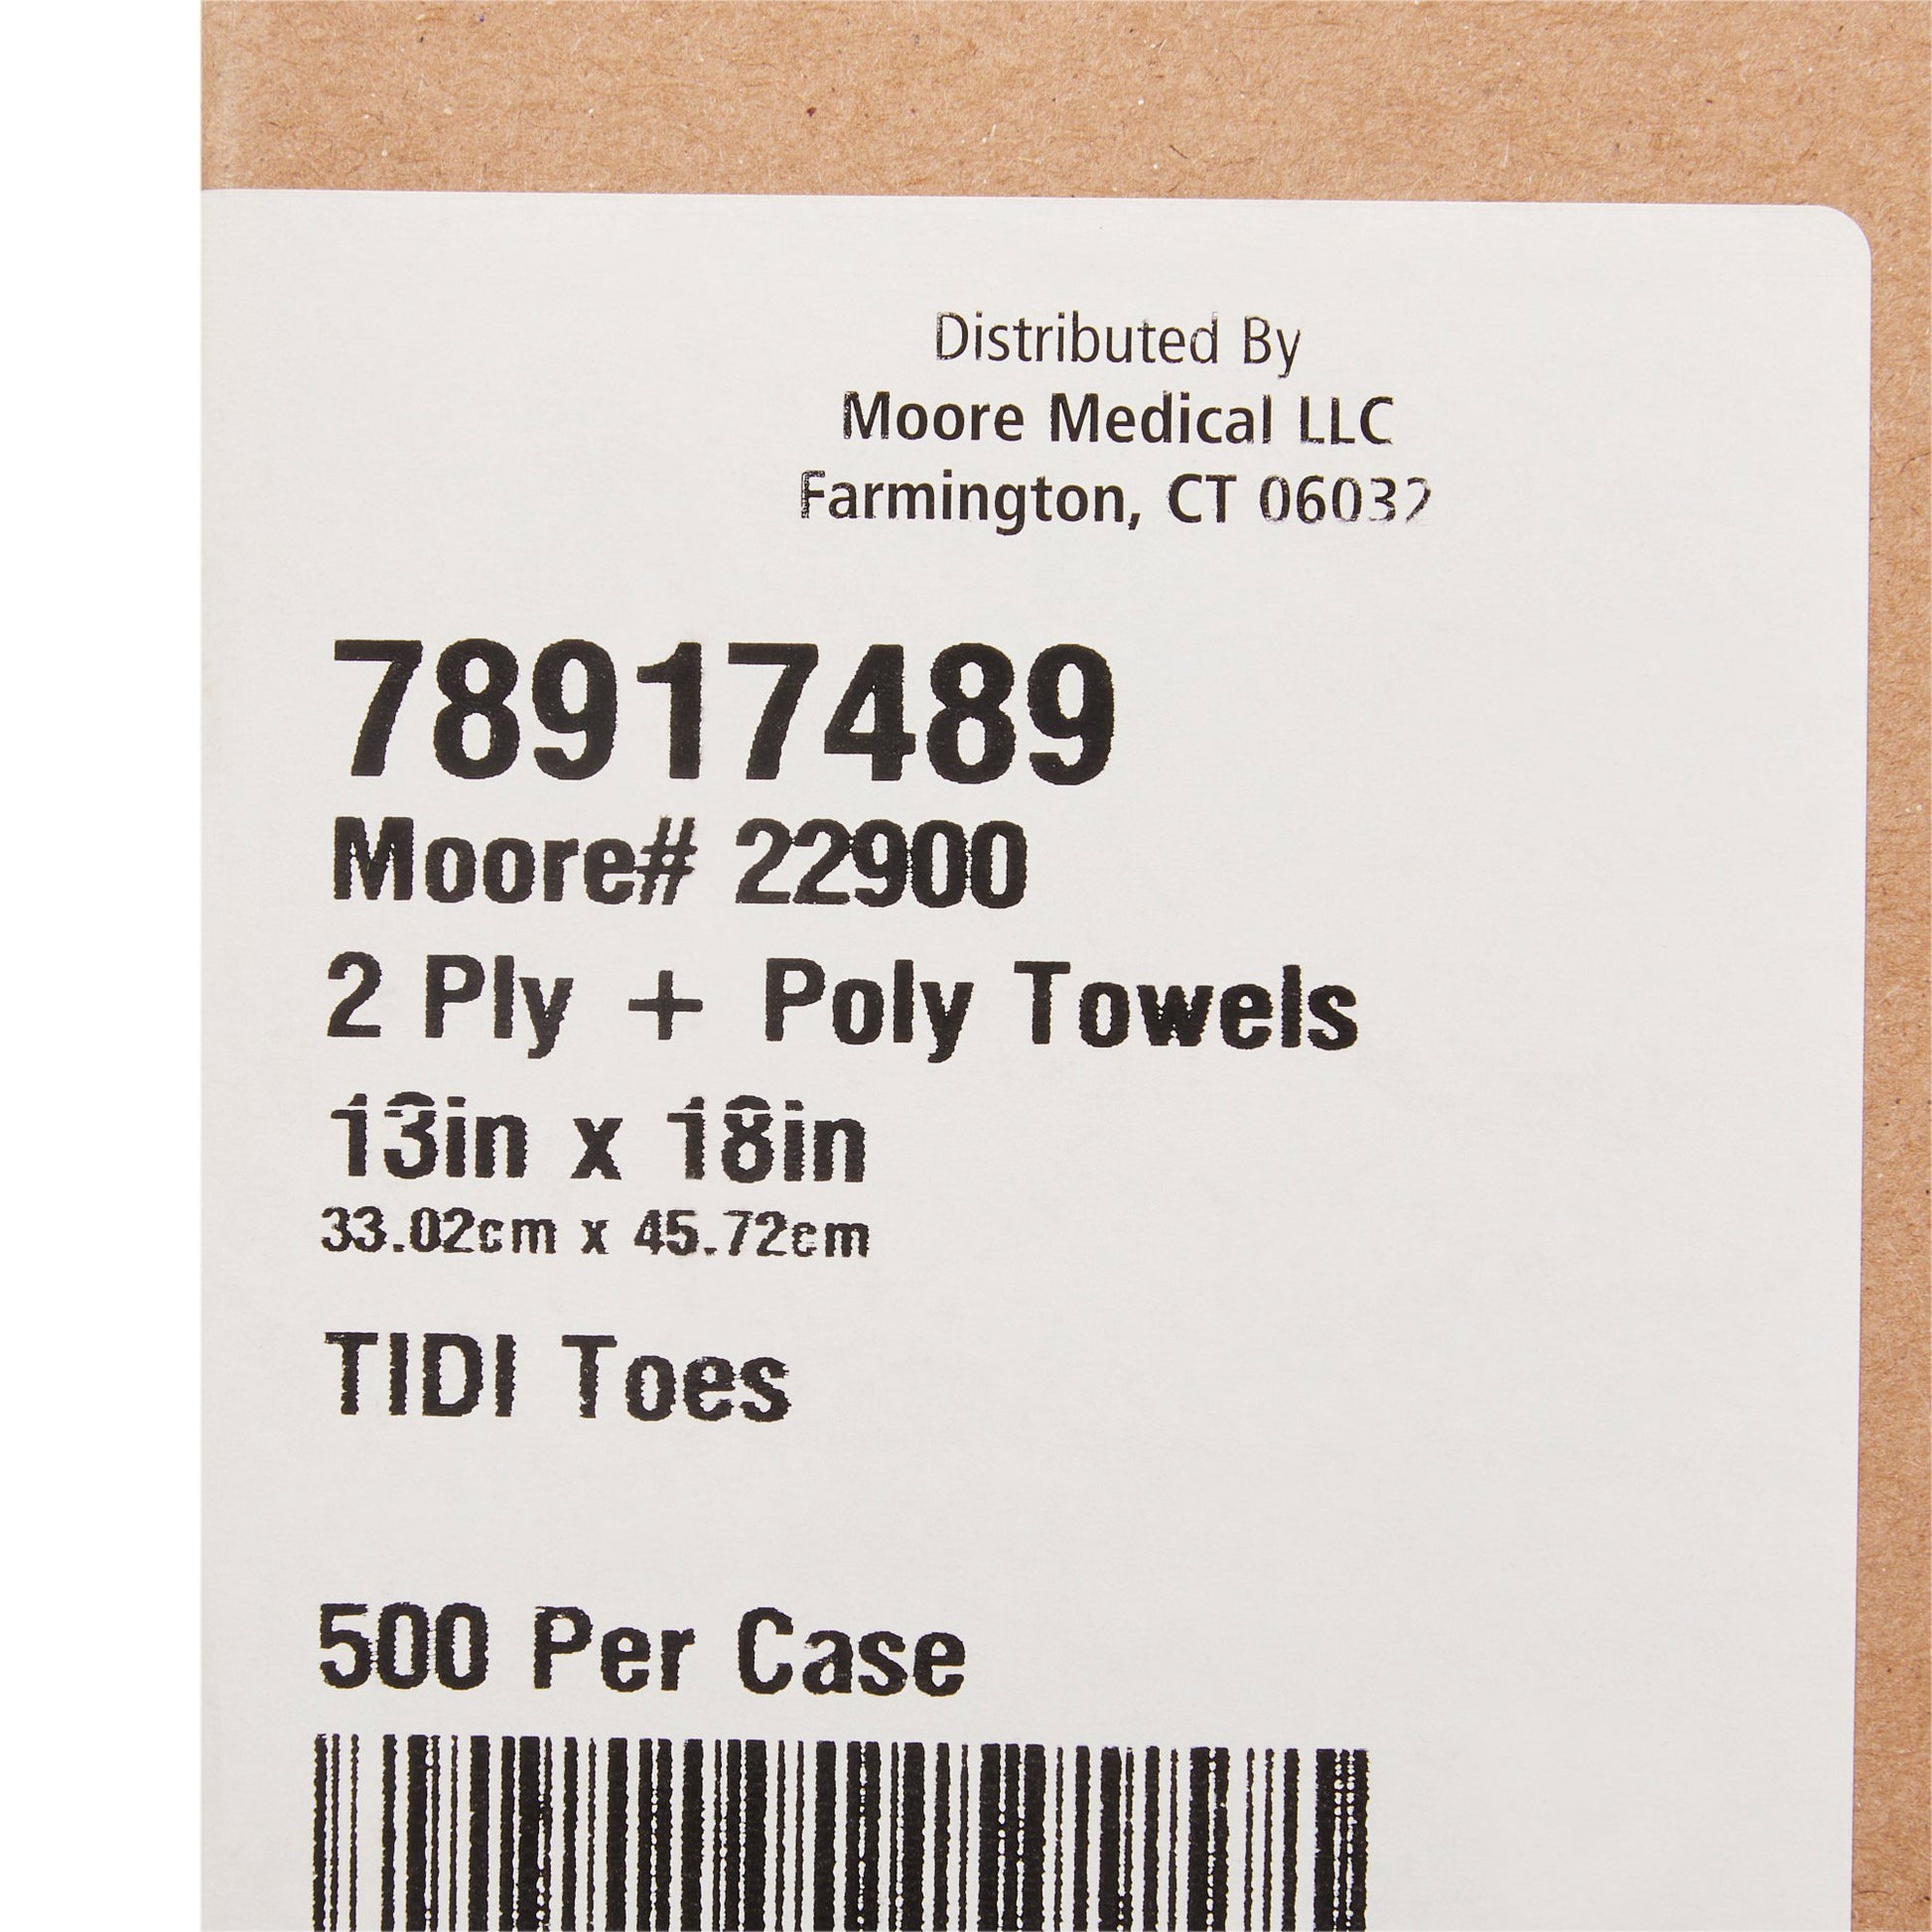 Distributed By
Moore Medical LLC
Farmington, CT 06032
78917489
Moore# 22900
2 Ply + Poly Towels
13in x 18in
33.02cm x 45.72cm
TIDI Toes
500 Per Case